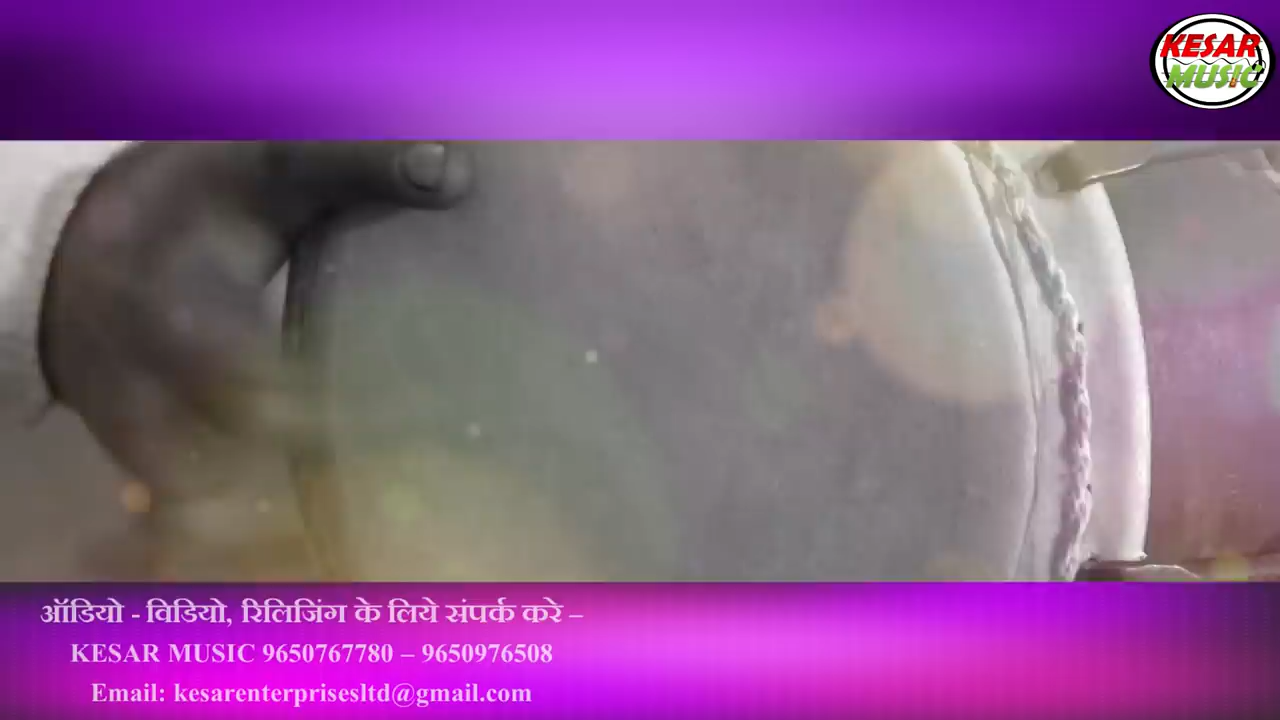 KESAR
MUSIC
ऑडियो - विडियो, रिलिजिंग के लिये संपर्क करे –
KESAR MUSIC 9650767780 – 9650976508
Email: kesarenterprisesltd@gmail.com